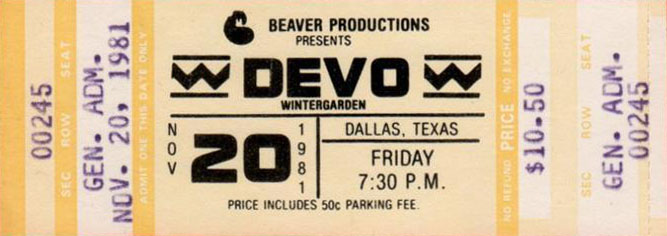 SEC ROW SEAT
00245
GEN. ADM.
NOV. 20, 1981
ADMIT ONE THIS DATE ONLY
BEAVER PRODUCTIONS
PRESENTS
W DEVO W
WINTERGARDEN
NOV 20 1981
DALLAS, TEXAS
FRIDAY
7:30 P.M.
PRICE INCLUDES 50c PARKING FEE.
NO REFUND PRICE NO EXCHANGE
$10.50
GEN. ADM.
00245
SEC ROW SEAT